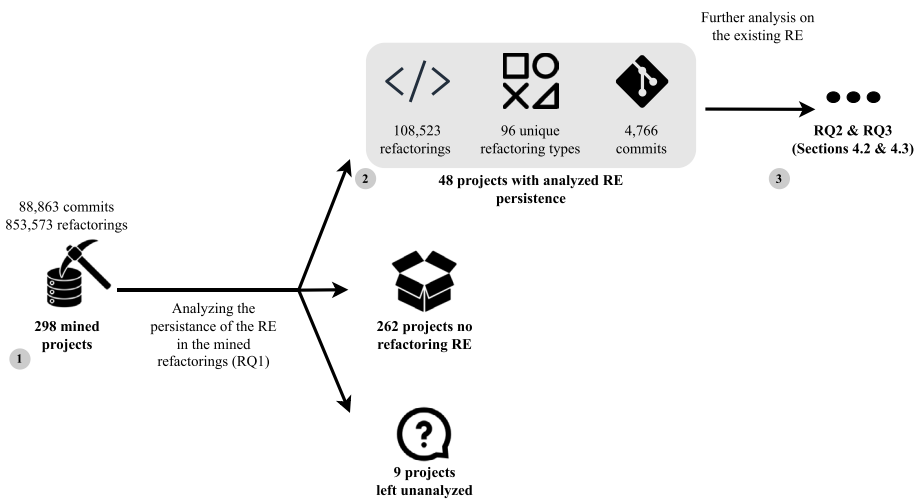 Further analysis on
the existing RE
</>
108,523
refactorings
96 unique
refactoring types
4,766
commits
RQ2 & RQ3
(Sections 4.2 & 4.3)
2
48 projects with analyzed RE
persistence
3
88,863 commits
853,573 refactorings
298 mined
projects
1
Analyzing the
persistance of the RE
in the mined
refactorings (RQ1)
262 projects no
refactoring RE
?
9 projects
left unanalyzed